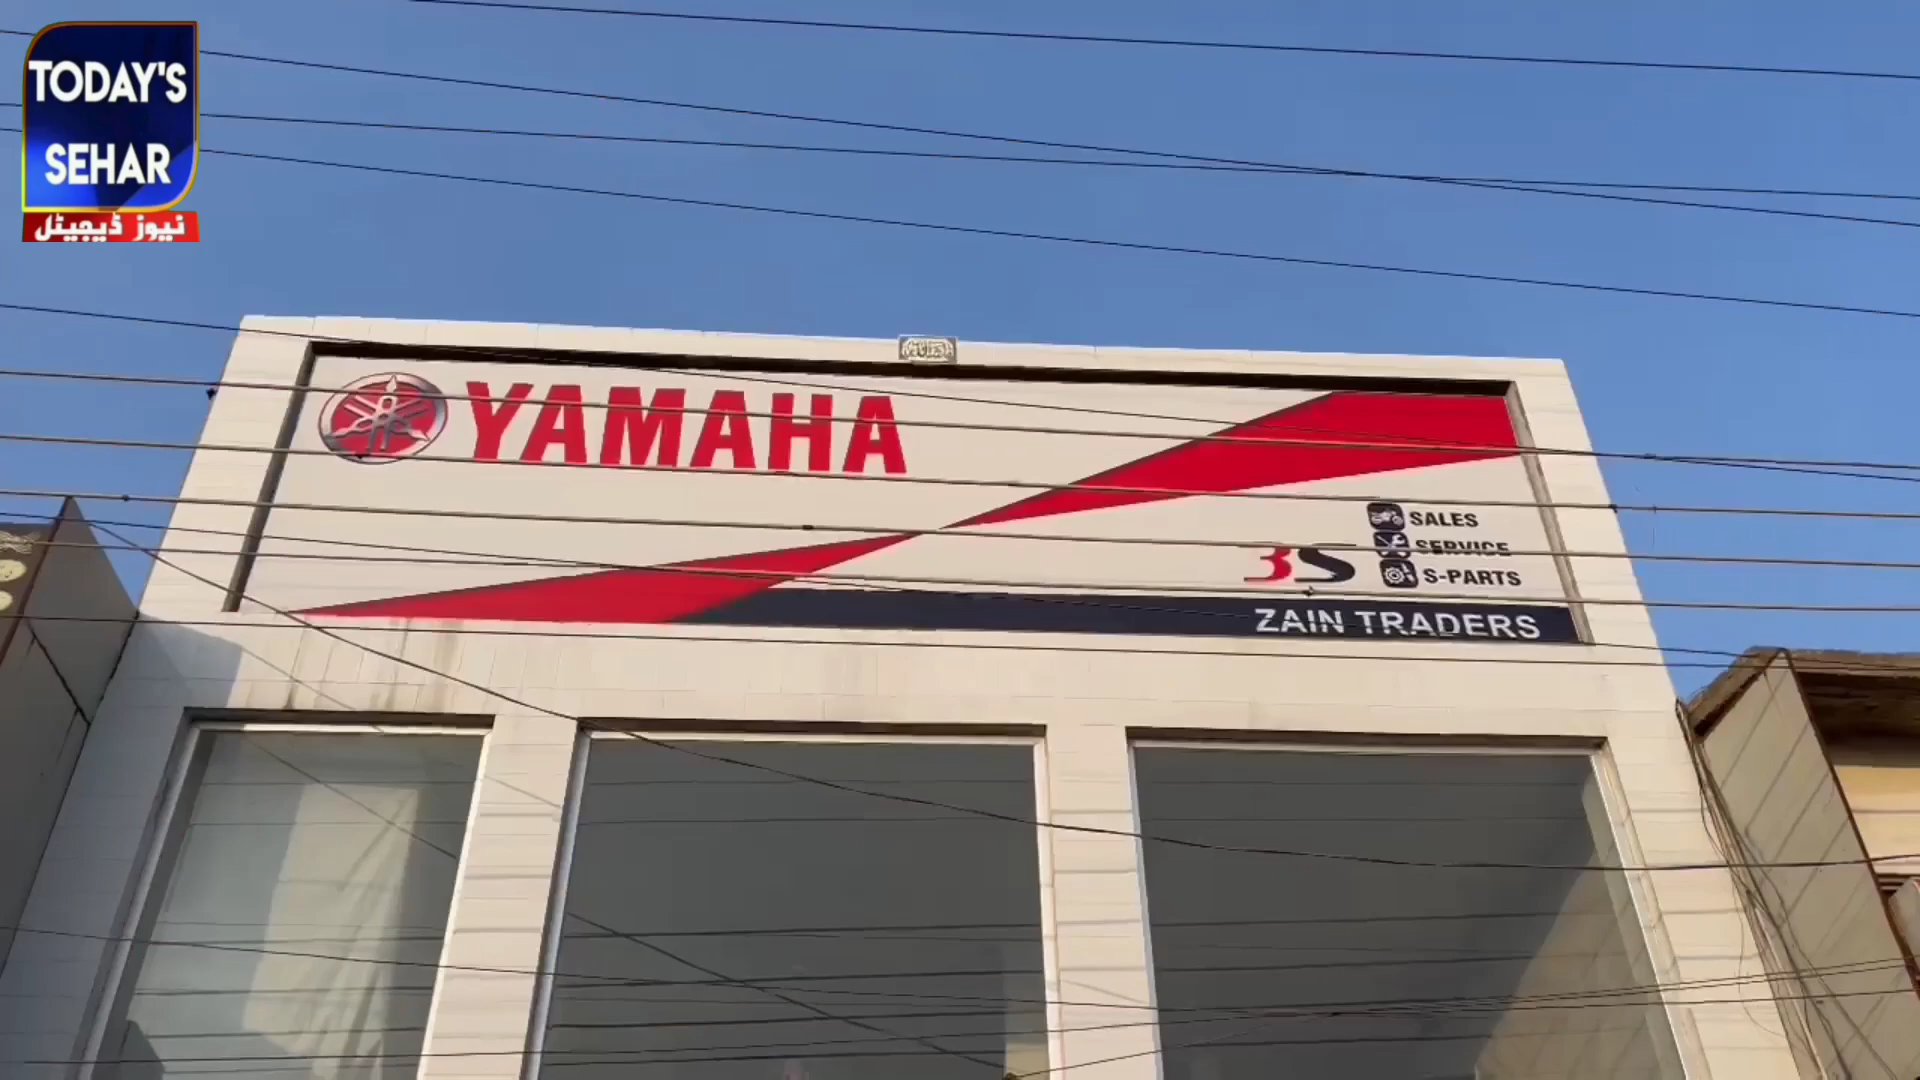 TODAY'S
SEHAR
نیوز ڈیجیٹل
YAMAHA
3S
SALES
SERVICE
S-PARTS
ZAIN TRADERS